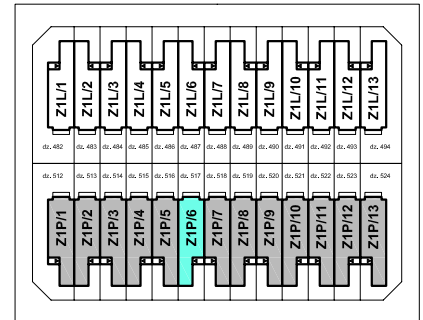 Z1L/1 Z1L/2 Z1L/3 Z1L/4 Z1L/5 Z1L/6 Z1L/7 Z1L/8 Z1L/9 Z1L/10 Z1L/11 Z1L/12 Z1L/13
dz. 482 dz. 483 dz. 484 dz. 485 dz. 486 dz. 487 dz. 488 dz. 489 dz. 490 dz. 491 dz. 492 dz. 493 dz. 494
dz. 512 dz. 513 dz. 514 dz. 515 dz. 516 dz. 517 dz. 518 dz. 519 dz. 520 dz. 521 dz. 522 dz. 523 dz. 524
Z1P/1 Z1P/2 Z1P/3 Z1P/4 Z1P/5 Z1P/6 Z1P/7 Z1P/8 Z1P/9 Z1P/10 Z1P/11 Z1P/12 Z1P/13